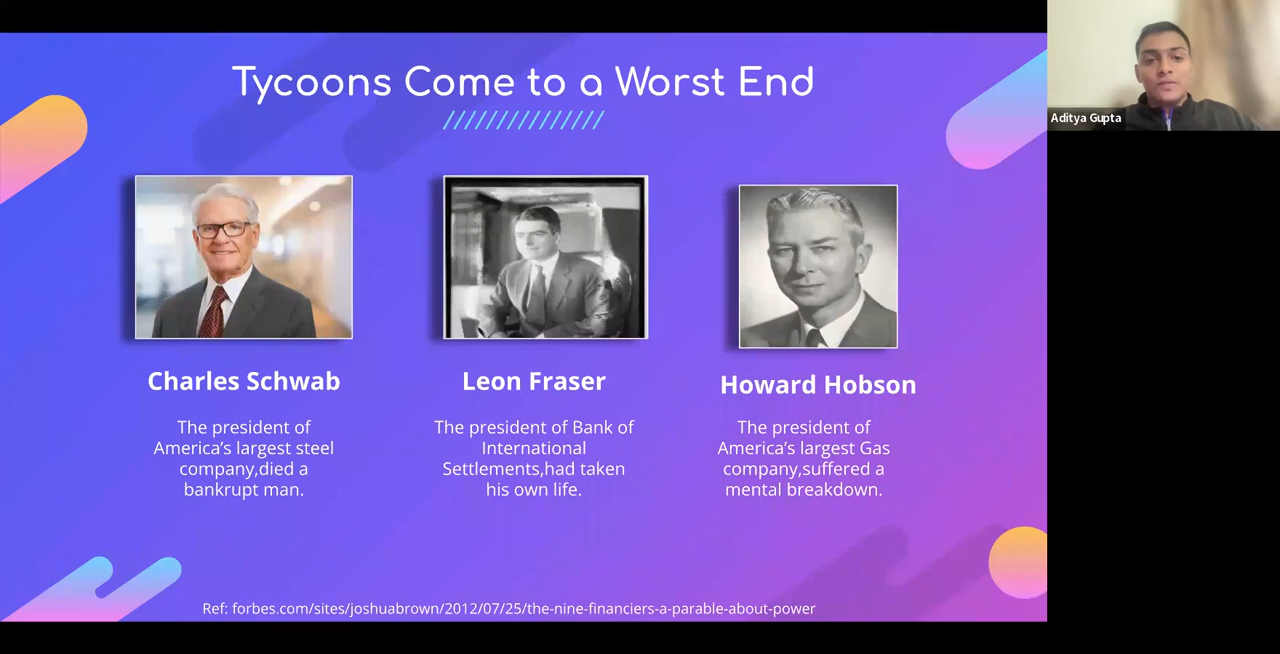 Tycoons Come to a Worst End
Aditya Gupta
Charles Schwab
The president of
America's largest steel
company,died a
bankrupt man.
Leon Fraser
The president of Bank of
International
Settlements,had taken
his own life.
Howard Hobson
The president of
America's largest Gas
company,suffered a
mental breakdown.
Ref: forbes.com/sites/joshuabrown/2012/07/25/the-nine-financiers-a-parable-about-power